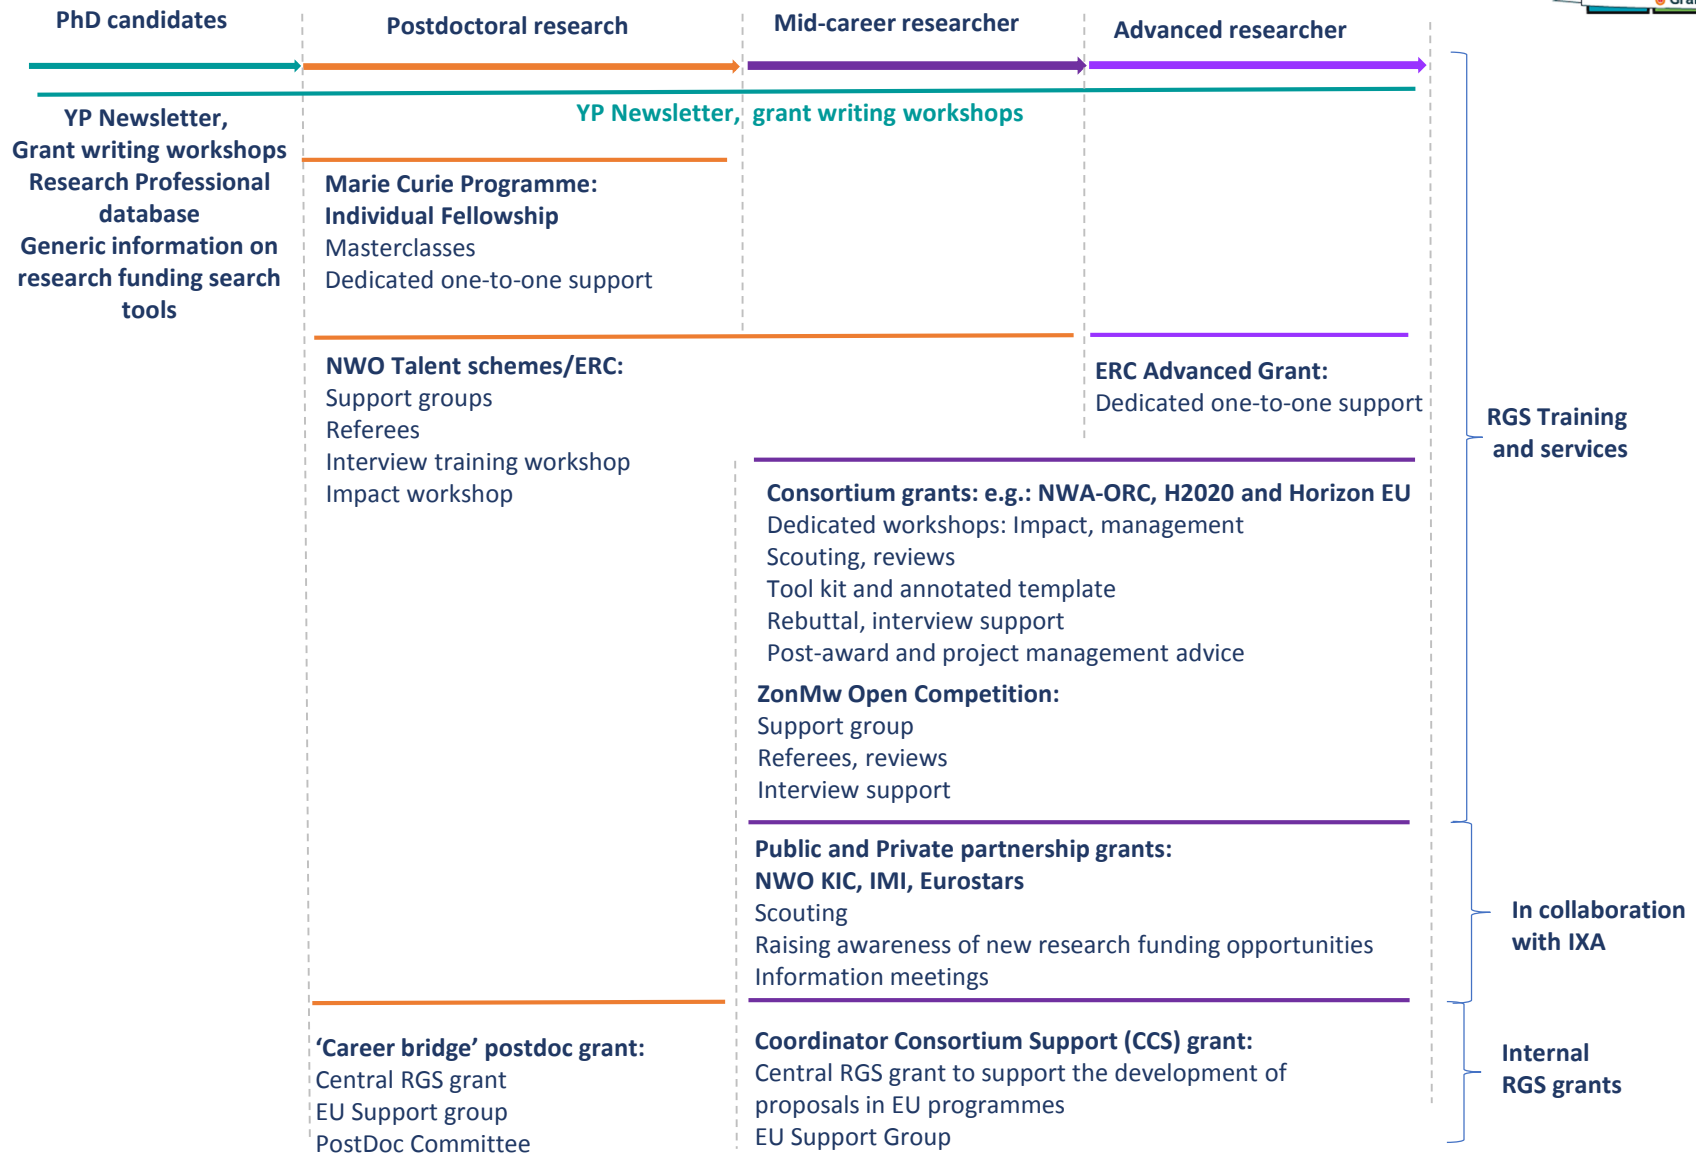 PhD candidates
Postdoctoral research
Mid-career researcher
Advanced researcher
YP Newsletter,
Grant writing workshops
Research Professional
database
Generic information on
research funding search
tools
YP Newsletter, grant writing workshops
Marie Curie Programme:
Individual Fellowship
Masterclasses
Dedicated one-to-one support
NWO Talent schemes/ERC:
Support groups
Referees
Interview training workshop
Impact workshop
ERC Advanced Grant:
Dedicated one-to-one support
Consortium grants: e.g.: NWA-ORC, H2020 and Horizon EU
Dedicated workshops: Impact, management
Scouting, reviews
Tool kit and annotated template
Rebuttal, interview support
Post-award and project management advice
ZonMw Open Competition:
Support group
Referees, reviews
Interview support
RGS Training
and services
Public and Private partnership grants:
NWO KIC, IMI, Eurostars
Scouting
Raising awareness of new research funding opportunities
Information meetings
In collaboration
with IXA
‘Career bridge’ postdoc grant:
Central RGS grant
EU Support group
PostDoc Committee
Coordinator Consortium Support (CCS) grant:
Central RGS grant to support the development of
proposals in EU programmes
EU Support Group
Internal
RGS grants